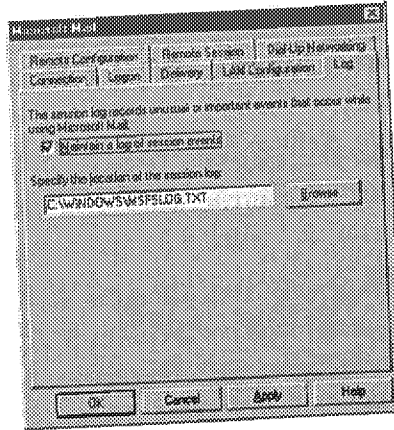 Microsoft Mail
Remote Configuration Remote Session Dial-Up Networking
Connection Logon Delivery LAN Configuration Log
The session log records unusual or important events that occur while
using Microsoft Mail.
Maintain a log of session events
Specify the location of the session log:
C:\WINDOWS\MSFSLOG.TXT Browse
OK Cancel Apply Help